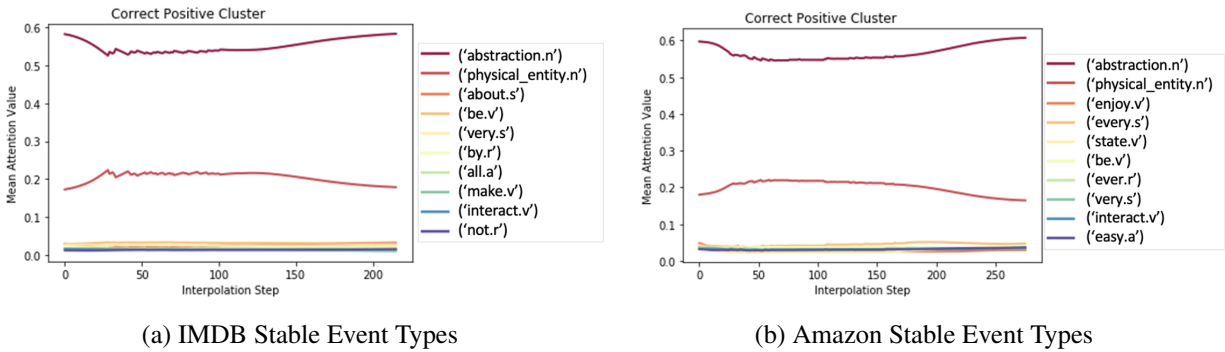 Correct Positive Cluster
Mean Attention Value
0.6
0.5
0.4
0.3
0.2
0.1
0.0
0
50
100
150
200
Interpolation Step
('abstraction.n')
('physical_entity.n')
('about.s')
('be.v')
('very.s')
('by.r')
('all.a')
('make.v')
('interact.v')
('not.r')
(a) IMDB Stable Event Types
Correct Positive Cluster
Mean Attention Value
0.6
0.5
0.4
0.3
0.2
0.1
0.0
0
50
100
150
200
250
Interpolation Step
('abstraction.n')
('physical_entity.n')
('enjoy.v')
('every.s')
('state.v')
('be.v')
('ever.r')
('very.s')
('interact.v')
('easy.a')
(b) Amazon Stable Event Types